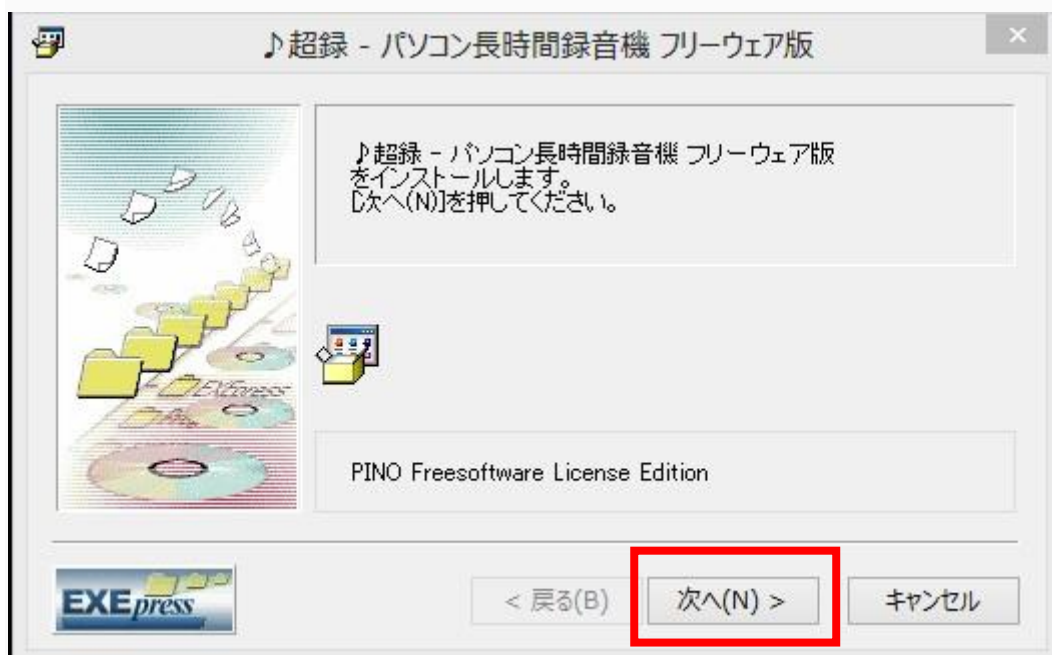 ♪超録 - パソコン長時間録音機 フリーウェア版
♪超録 - パソコン長時間録音機 フリーウェア版
をインストールします。
[次へ(N)]を押してください。
EXEpress
PINO Freesoftware License Edition
EXEpress
< 戻る(B)
次へ(N) >
キャンセル